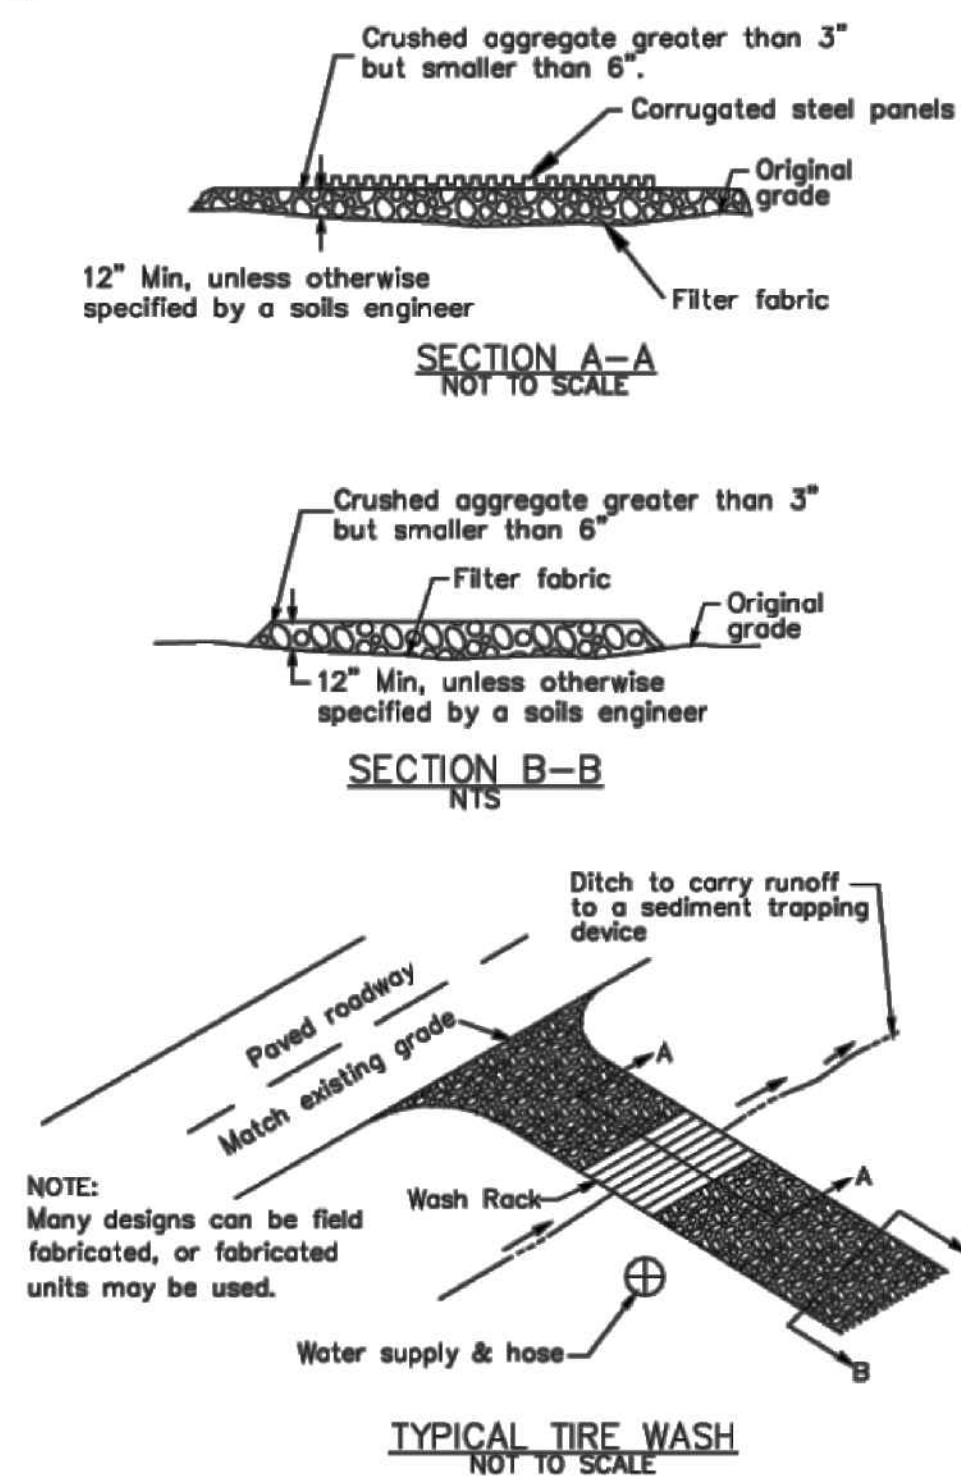 Crushed aggregate greater than 3"
but smaller than 6".
Corrugated steel panels
Original
grade
12" Min, unless otherwise
specified by a soils engineer
Filter fabric
SECTION A-A
NOT TO SCALE
Crushed aggregate greater than 3"
but smaller than 6"
Filter fabric
Original
grade
12" Min, unless otherwise
specified by a soils engineer
SECTION B-B
NTS
Ditch to carry runoff
to a sediment trapping
device
Paved roadway
Match existing grade
A
A
NOTE:
Many designs can be field
fabricated, or fabricated
units may be used.
Wash Rack
Water supply & hose
B
TYPICAL TIRE WASH
NOT TO SCALE